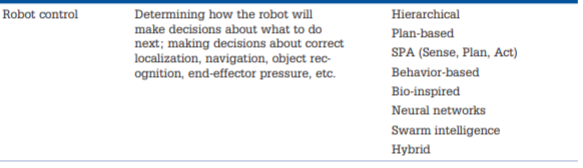 Robot control
Determining how the robot will
make decisions about what to do
next; making decisions about correct
localization, navigation, object rec-
ognition, end-effector pressure, etc.
Hierarchical
Plan-based
SPA (Sense, Plan, Act)
Behavior-based
Bio-inspired
Neural networks
Swarm intelligence
Hybrid